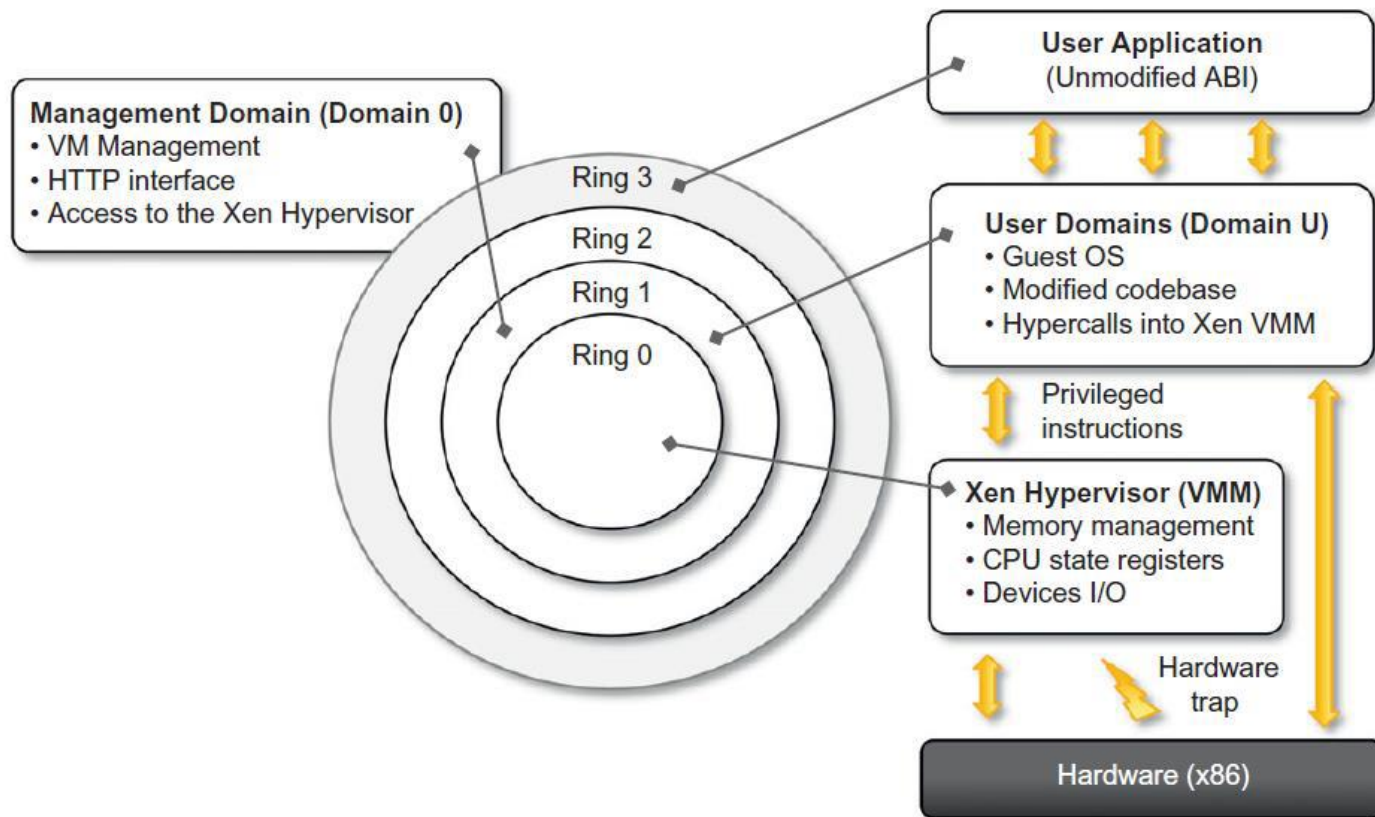 Management Domain (Domain 0)
• VM Management
• HTTP interface
• Access to the Xen Hypervisor
Ring 3
Ring 2
Ring 1
Ring 0
User Application
(Unmodified ABI)
User Domains (Domain U)
• Guest OS
• Modified codebase
• Hypercalls into Xen VMM
Privileged
instructions
Xen Hypervisor (VMM)
• Memory management
• CPU state registers
• Devices I/O
Hardware
trap
Hardware (x86)